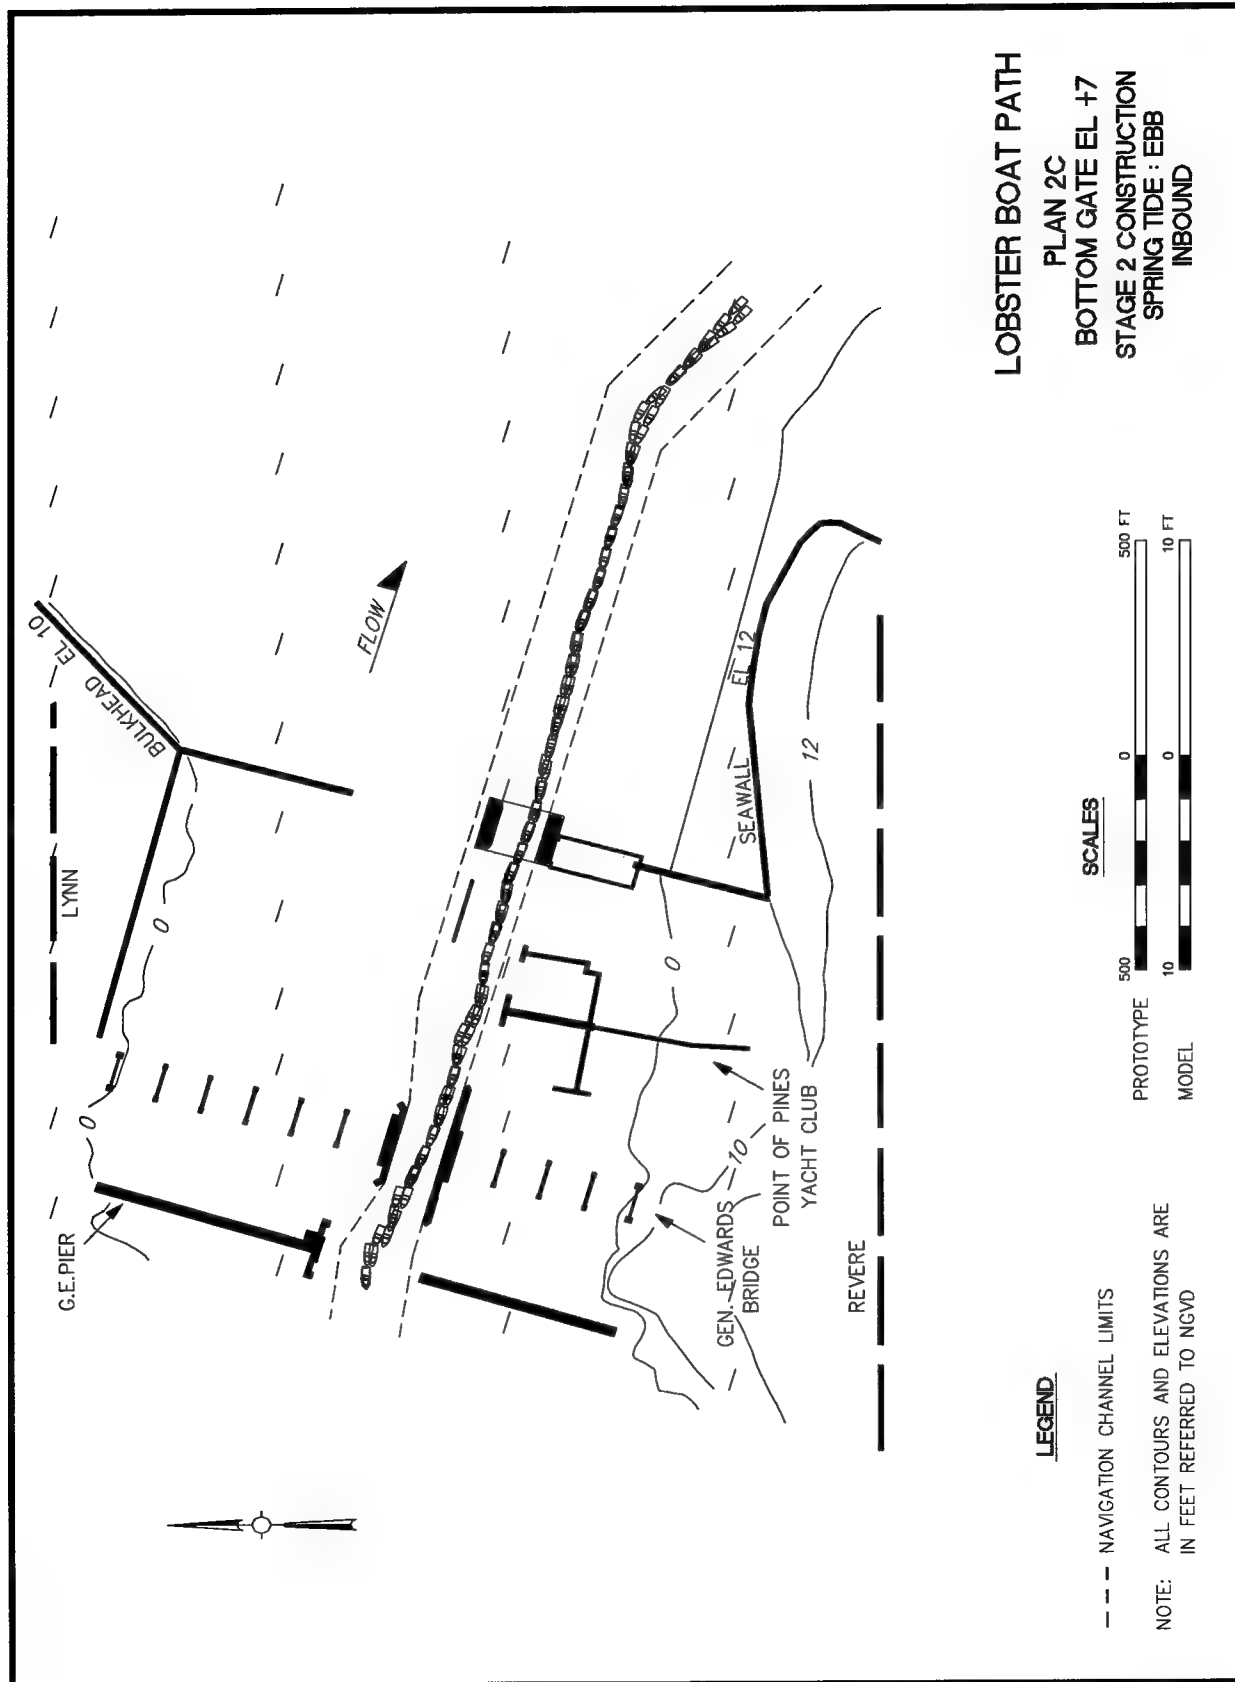 LOBSTER BOAT PATH
PLAN 2C
BOTTOM GATE EL +7
STAGE 2 CONSTRUCTION
SPRING TIDE : EBB
INBOUND
LYNN
BULKHEAD EL 10
FLOW
G.E.PIER
0
0
0
SEAWALL EL 12
12
10
POINT OF PINES
YACHT CLUB
GEN. EDWARDS
BRIDGE
REVERE
SCALES
PROTOTYPE 500 0 500 FT
MODEL 10 0 10 FT
LEGEND
--- NAVIGATION CHANNEL LIMITS
NOTE: ALL CONTOURS AND ELEVATIONS ARE
IN FEET REFERRED TO NGVD